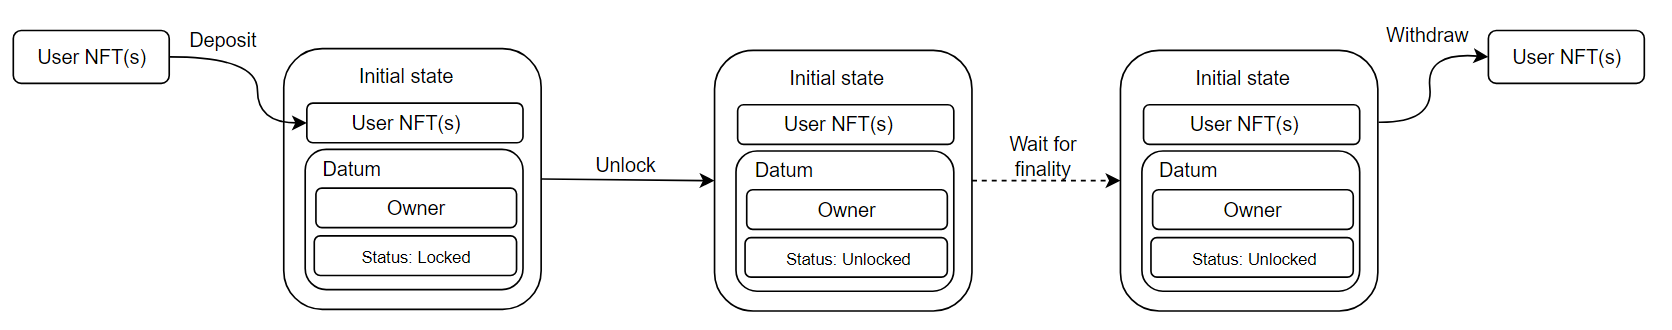 User NFT(s)
Deposit
Initial state
User NFT(s)
Datum
Owner
Status: Locked
Unlock
Initial state
User NFT(s)
Datum
Owner
Status: Unlocked
Wait for
finality
Initial state
User NFT(s)
Datum
Owner
Status: Unlocked
Withdraw
User NFT(s)